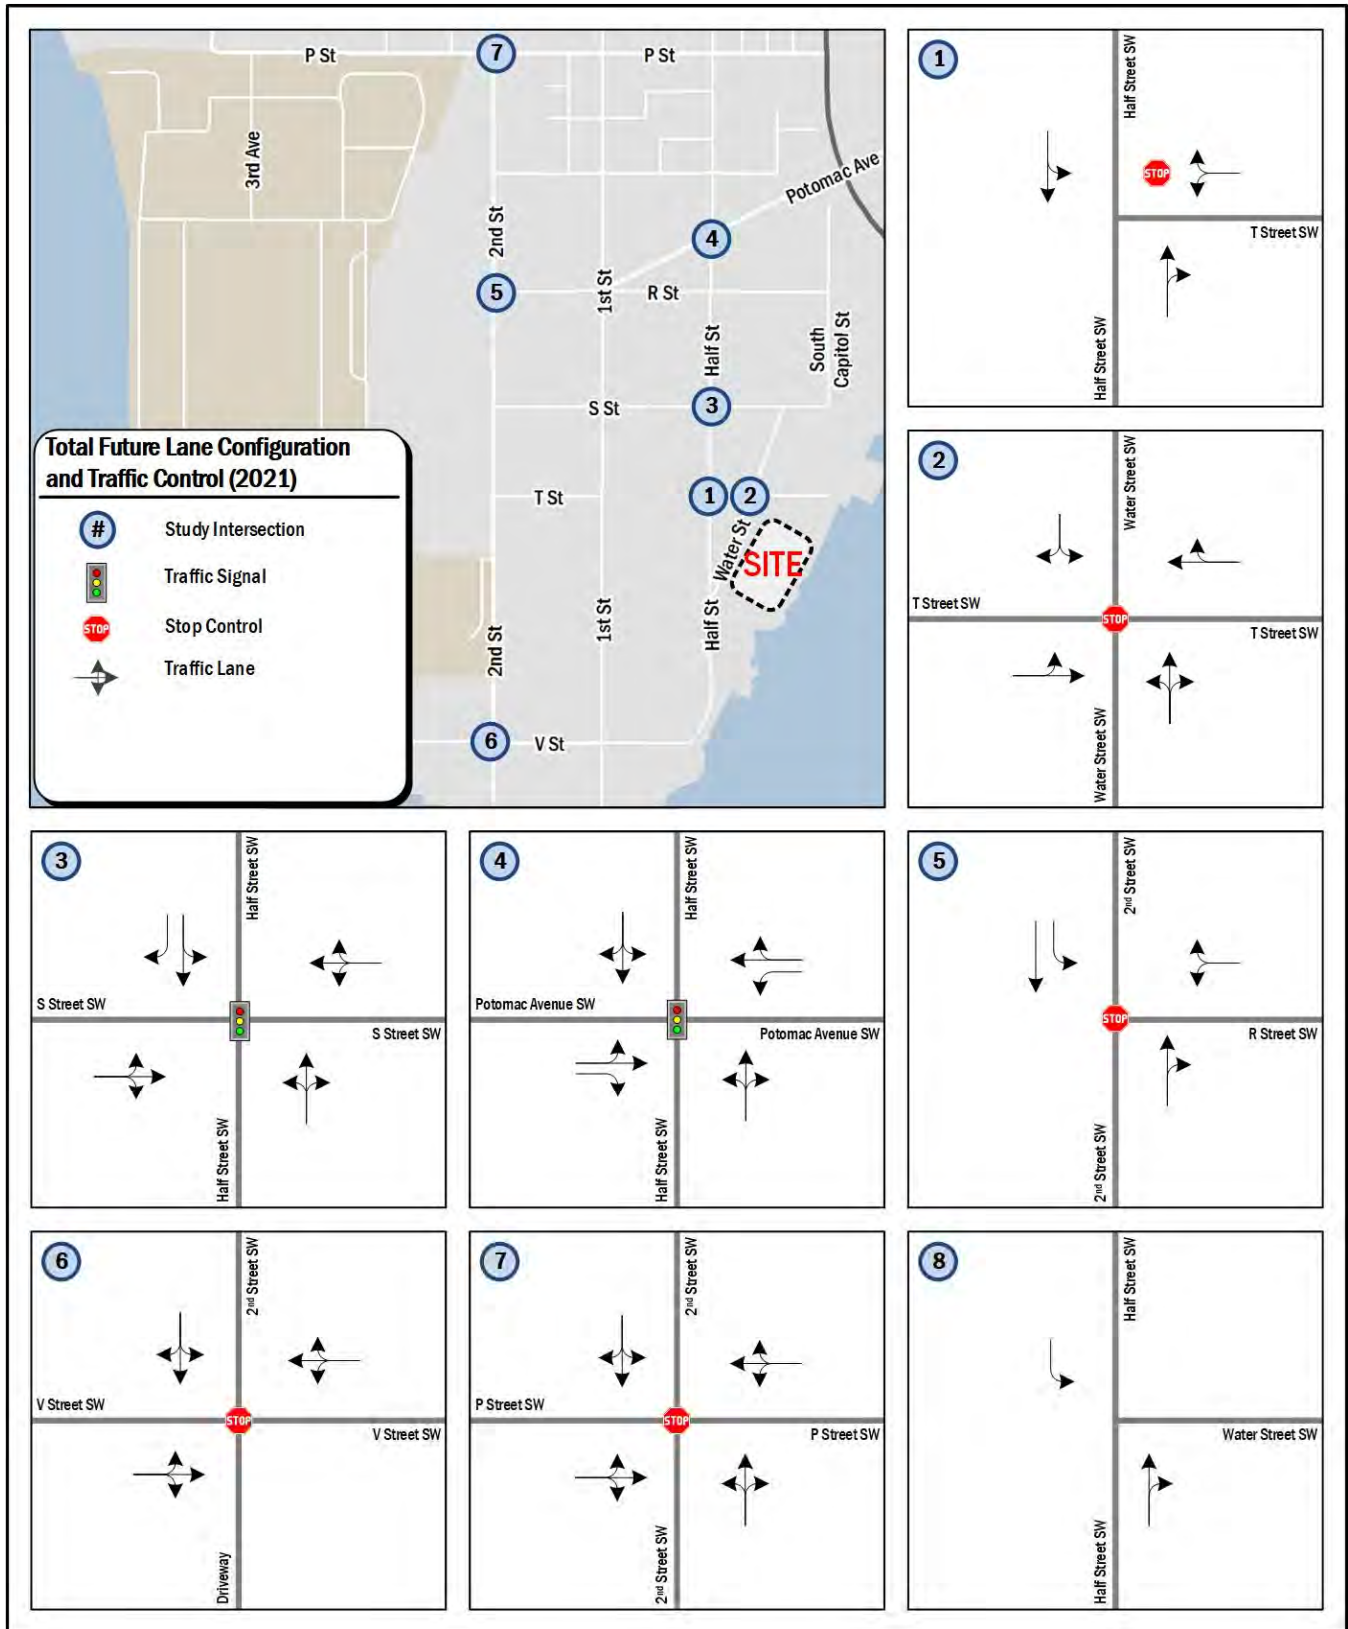 P St
7
P St
3rd Ave
Potomac Ave
2nd St
4
5
1st St
R St
Half St
South
Capitol St
S St
3
T St
1
2
Water St
SITE
1st St
Half St
2nd St
6
V St
Total Future Lane Configuration
and Traffic Control (2021)
#
Study Intersection
Traffic Signal
STOP
Stop Control
Traffic Lane
1
Half Street SW
STOP
T Street SW
Half Street SW
2
Water Street SW
T Street SW
STOP
T Street SW
Water Street SW
3
Half Street SW
S Street SW
S Street SW
Half Street SW
4
Half Street SW
Potomac Avenue SW
Potomac Avenue SW
Half Street SW
5
2nd Street SW
STOP
R Street SW
2nd Street SW
6
2nd Street SW
V Street SW
STOP
V Street SW
Driveway
7
2nd Street SW
P Street SW
STOP
P Street SW
2nd Street SW
8
Half Street SW
Water Street SW
Half Street SW